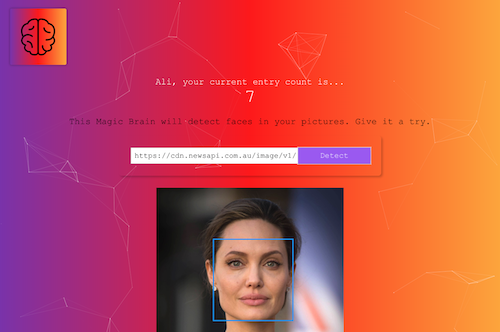 Ali, your current entry count is...
7
This Magic Brain will detect faces in your pictures. Give it a try.
https://cdn.newsapi.com.au/image/v1/ Detect